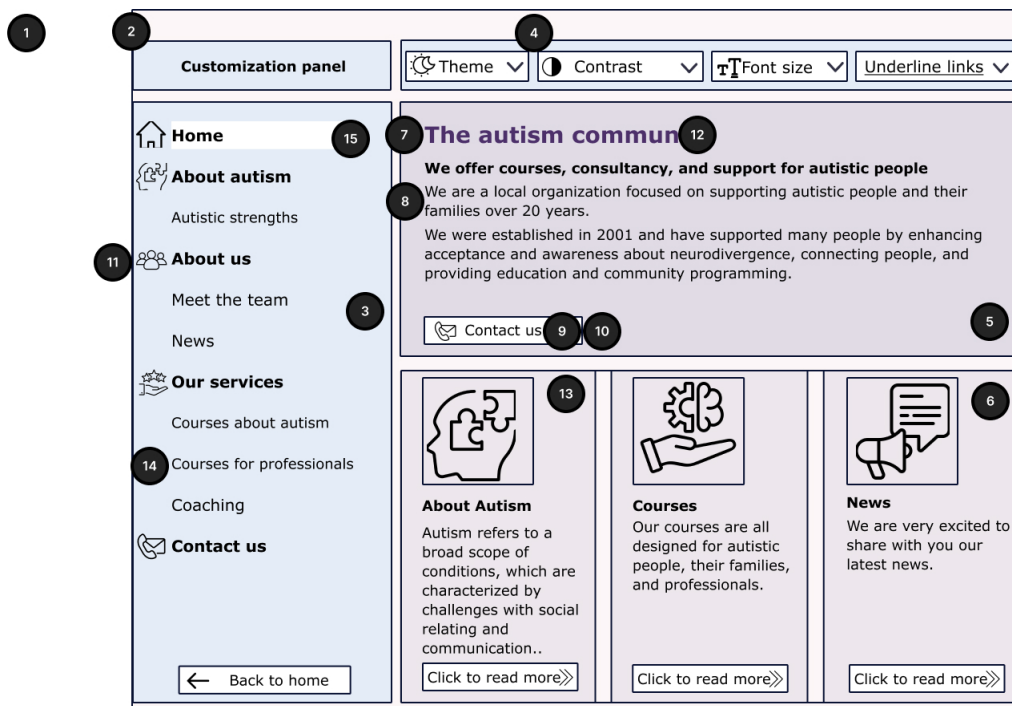 1
2
4
Customization panel
Theme
Contrast
TTFont size
Underline links
Home
15
About autism
Autistic strengths
11
About us
Meet the team
3
News
Our services
Courses about autism
14
Courses for professionals
Coaching
Contact us
Back to home
7
The autism commun
12
We offer courses, consultancy, and support for autistic people
8
We are a local organization focused on supporting autistic people and their
families over 20 years.
We were established in 2001 and have supported many people by enhancing
acceptance and awareness about neurodivergence, connecting people, and
providing education and community programming.
Contact us
9
10
5
13
About Autism
Autism refers to a
broad scope of
conditions, which are
characterized by
challenges with social
relating and
communication..
Click to read more
Courses
Our courses are all
designed for autistic
people, their families,
and professionals.
Click to read more
6
News
We are very excited to
share with you our
latest news.
Click to read more